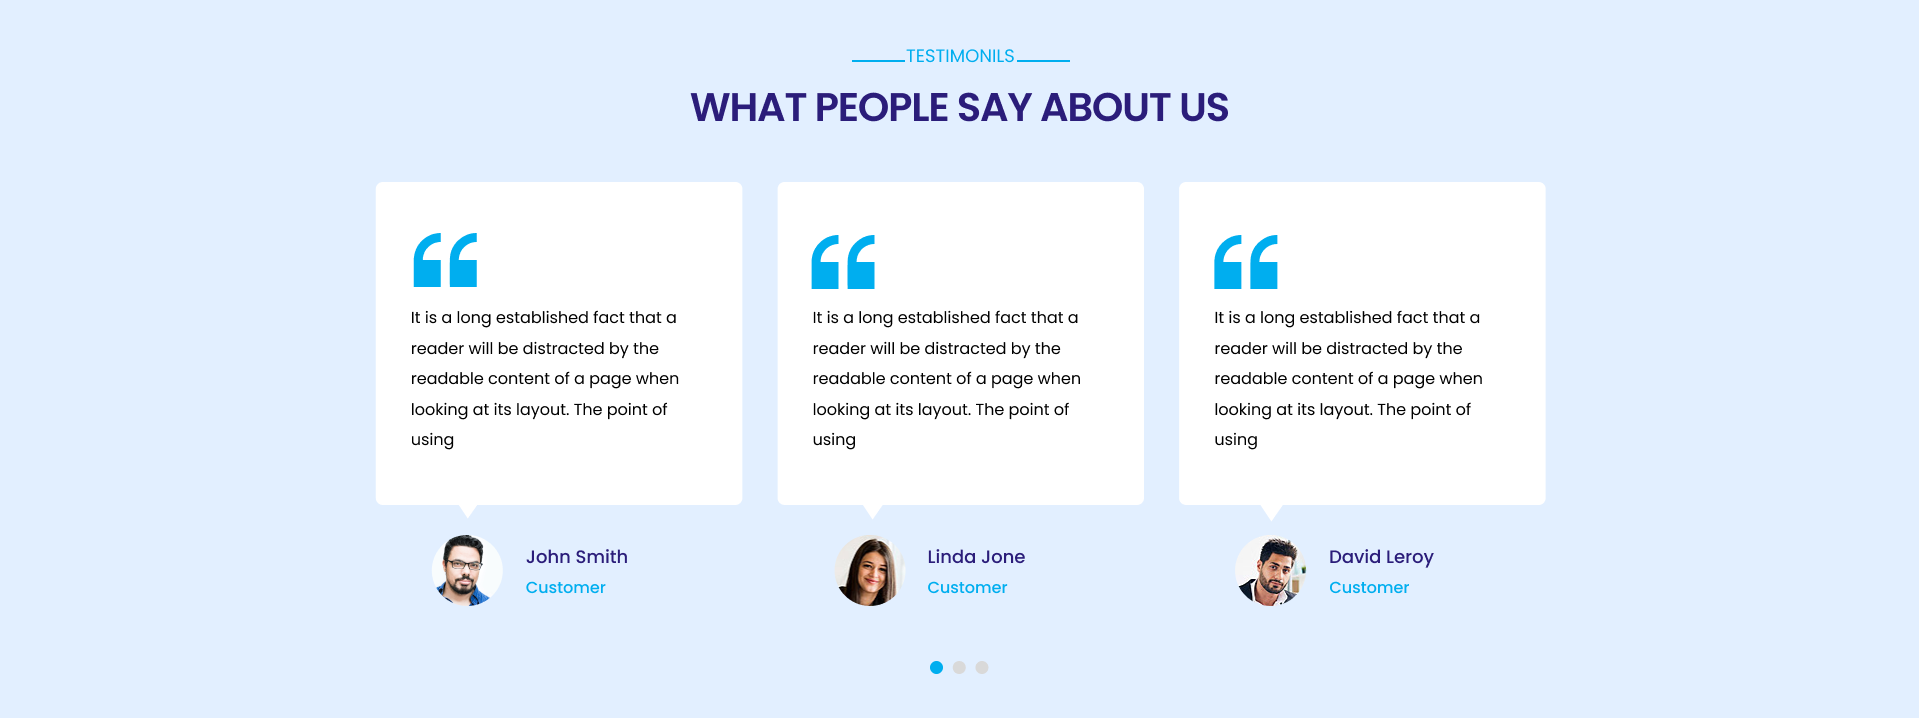 TESTIMONILS
WHAT PEOPLE SAY ABOUT US
It is a long established fact that a
reader will be distracted by the
readable content of a page when
looking at its layout. The point of
using
John Smith
Customer
It is a long established fact that a
reader will be distracted by the
readable content of a page when
looking at its layout. The point of
using
Linda Jone
Customer
It is a long established fact that a
reader will be distracted by the
readable content of a page when
looking at its layout. The point of
using
David Leroy
Customer